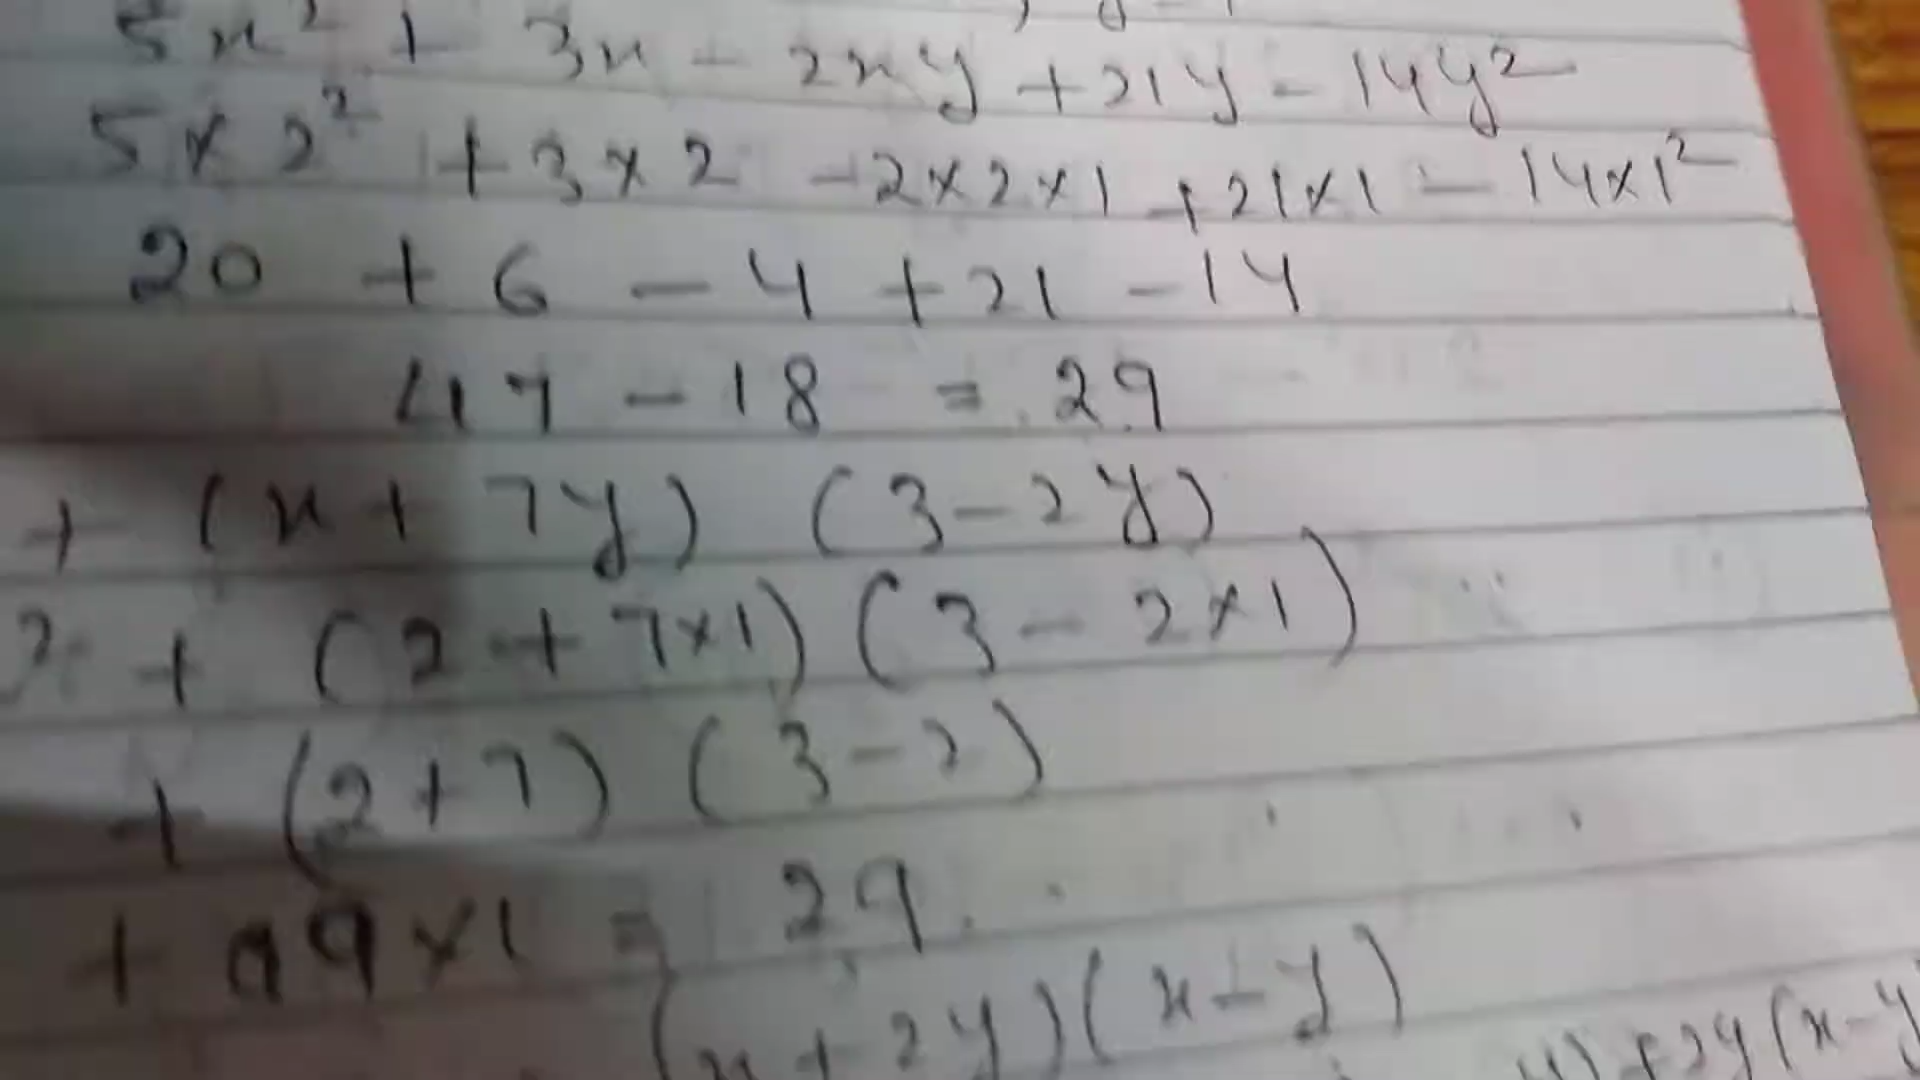 5x² + 3x - 2xy + 21y - 14y²
5 × 2² + 3 × 2 - 2×2×1 + 21×1 - 14×1²
20 + 6 - 4 + 21 - 14
47 - 18 = 29
+ (x + 7y) (3 - 2y)
+ (2 + 7×1) (3 - 2×1)
+ (2+7) (3-2)
+ 9×1 = 29.
(x + 2y)(x - y)
+ 2y(x-y